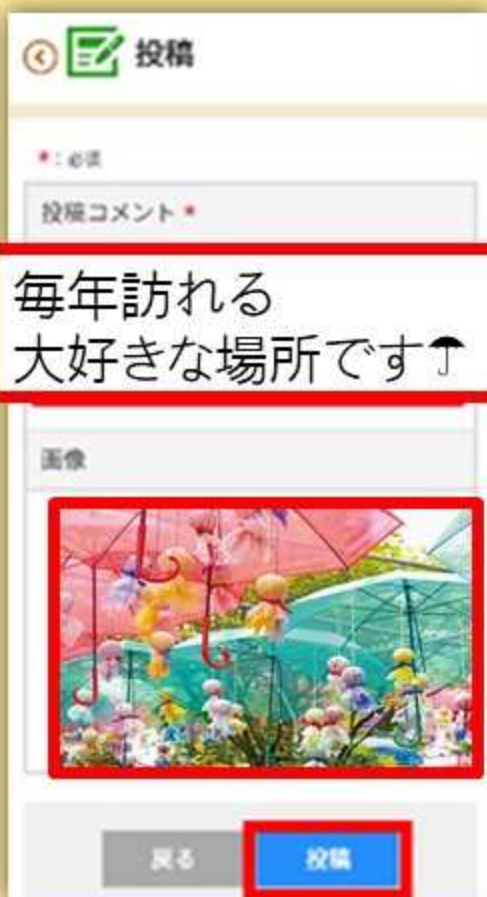 投稿
*：必須
投稿コメント *
毎年訪れる
大好きな場所です☂
画像
戻る
投稿